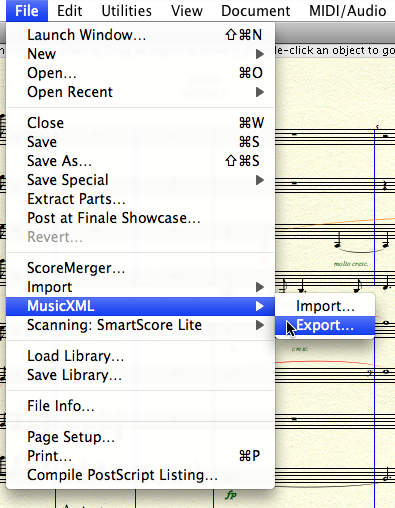 File Edit Utilities View Document MIDI/Audio
Launch Window... ⇧⌘N
le-click an object to go
New
Open... ⌘O
Open Recent
Close ⌘W
Save ⌘S
Save As... ⇧⌘S
Save Special
Extract Parts...
Post at Finale Showcase...
Revert...
molto cresc.
ScoreMerger...
Import
MusicXML Import...
Scanning: SmartScore Lite Export...
cresc.
Load Library...
Save Library...
File Info...
Page Setup...
Print... ⌘P
Compile PostScript Listing...
fp